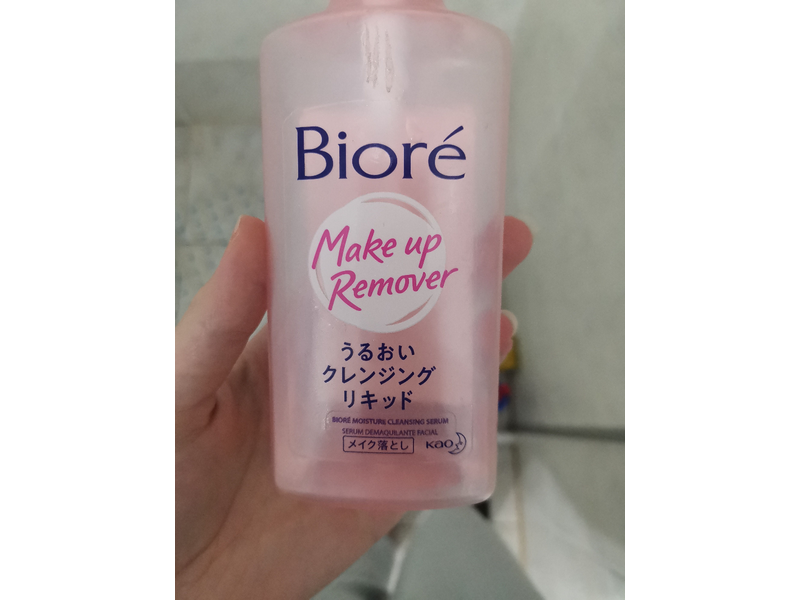 Bioré
Make up
Remover
うるおい
クレンジング
リキッド
BIORÉ MOISTURE CLEANSING SERUM
SERUM DEMAQUILANTE FACIAL
メイク落とし
Kao